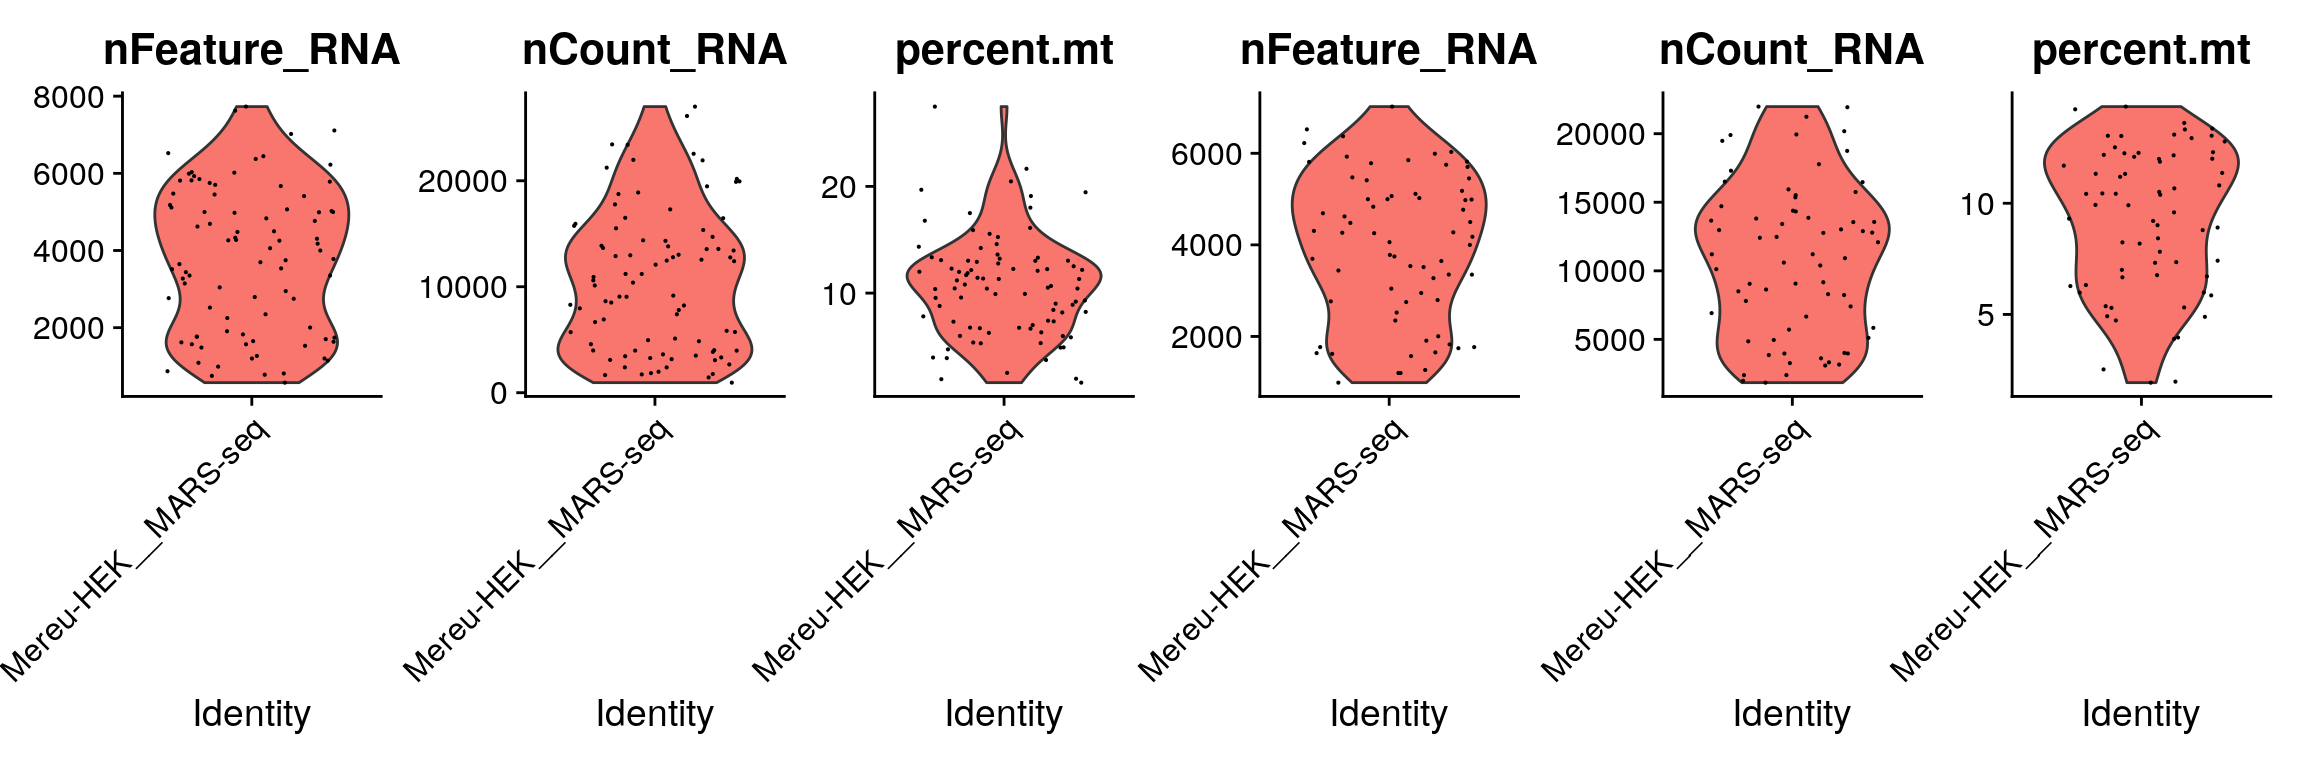 nFeature_RNA
8000
6000
4000
2000
Mereu-HEK__MARS-seq
Identity
nCount_RNA
20000
10000
0
Mereu-HEK__MARS-seq
Identity
percent.mt
20
10
Mereu-HEK__MARS-seq
Identity
nFeature_RNA
6000
4000
2000
Mereu-HEK__MARS-seq
Identity
nCount_RNA
20000
15000
10000
5000
Mereu-HEK__MARS-seq
Identity
percent.mt
10
5
Mereu-HEK__MARS-seq
Identity